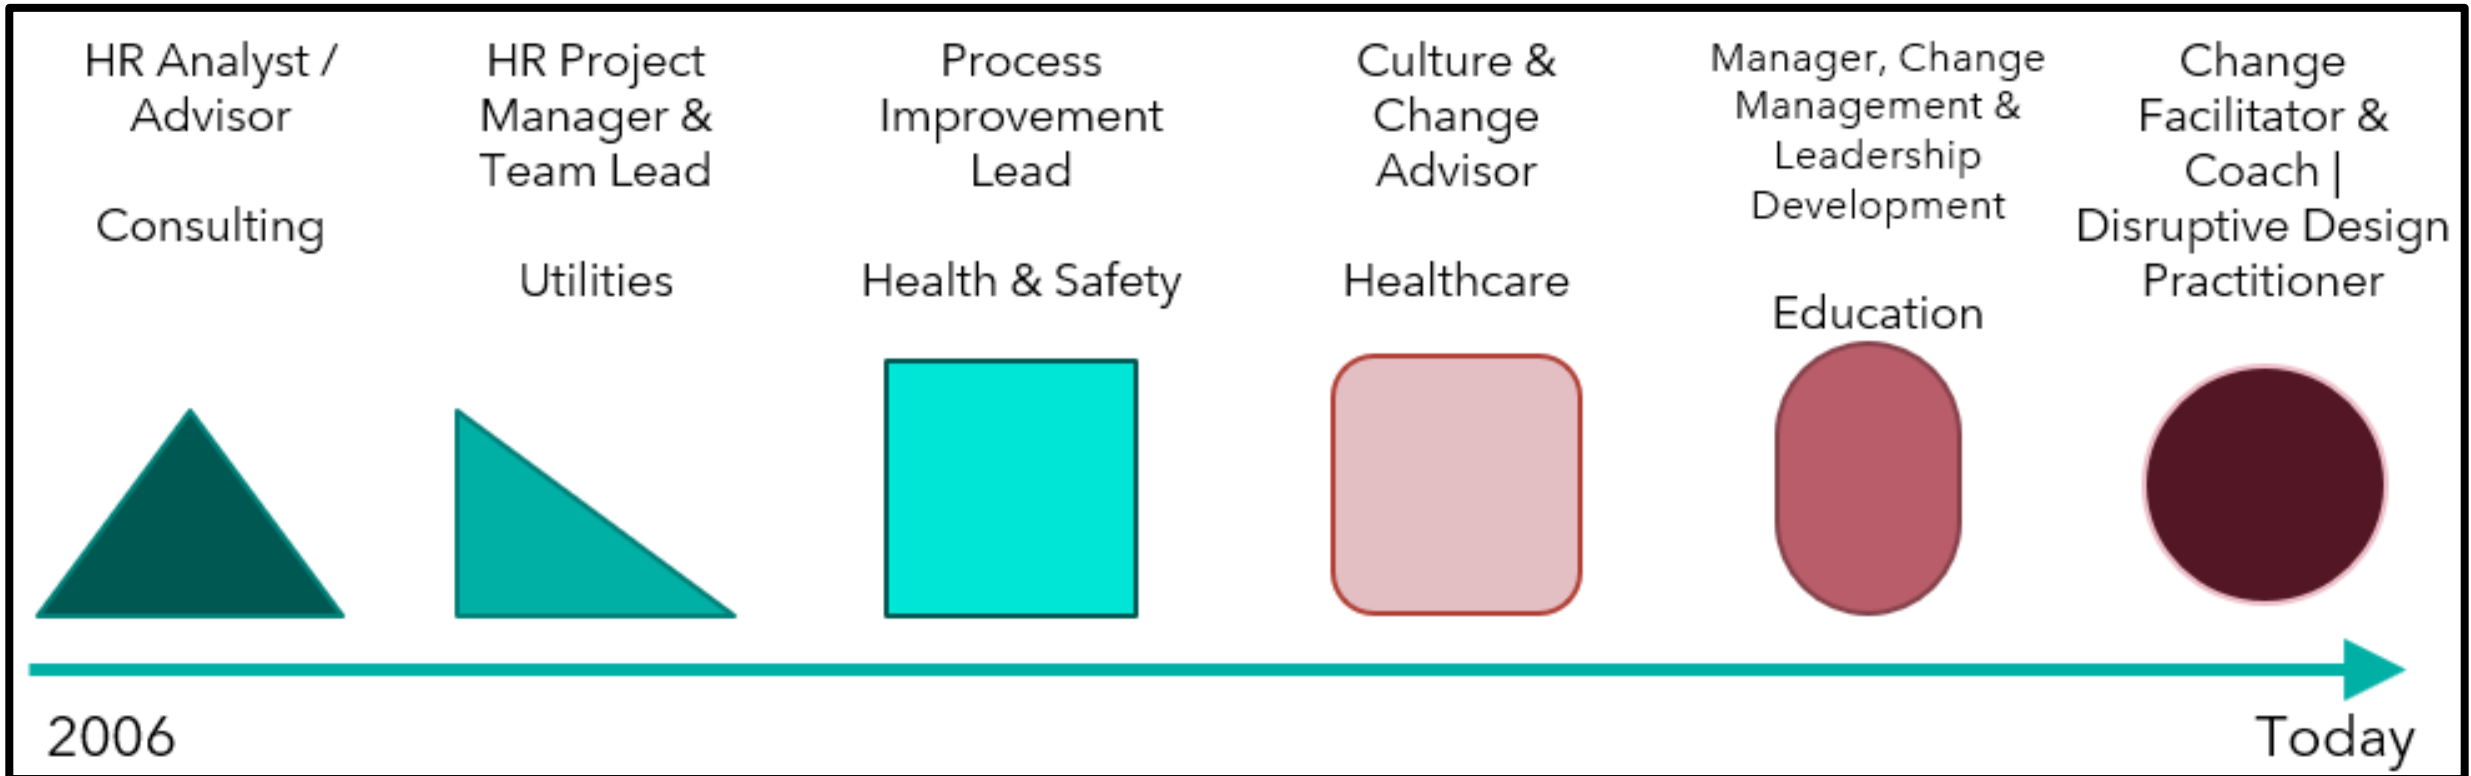 HR Analyst /
Advisor
Consulting
HR Project
Manager &
Team Lead
Utilities
Process
Improvement
Lead
Health & Safety
Culture &
Change
Advisor
Healthcare
Manager, Change
Management &
Leadership
Development
Education
Change
Facilitator &
Coach |
Disruptive Design
Practitioner
2006
Today